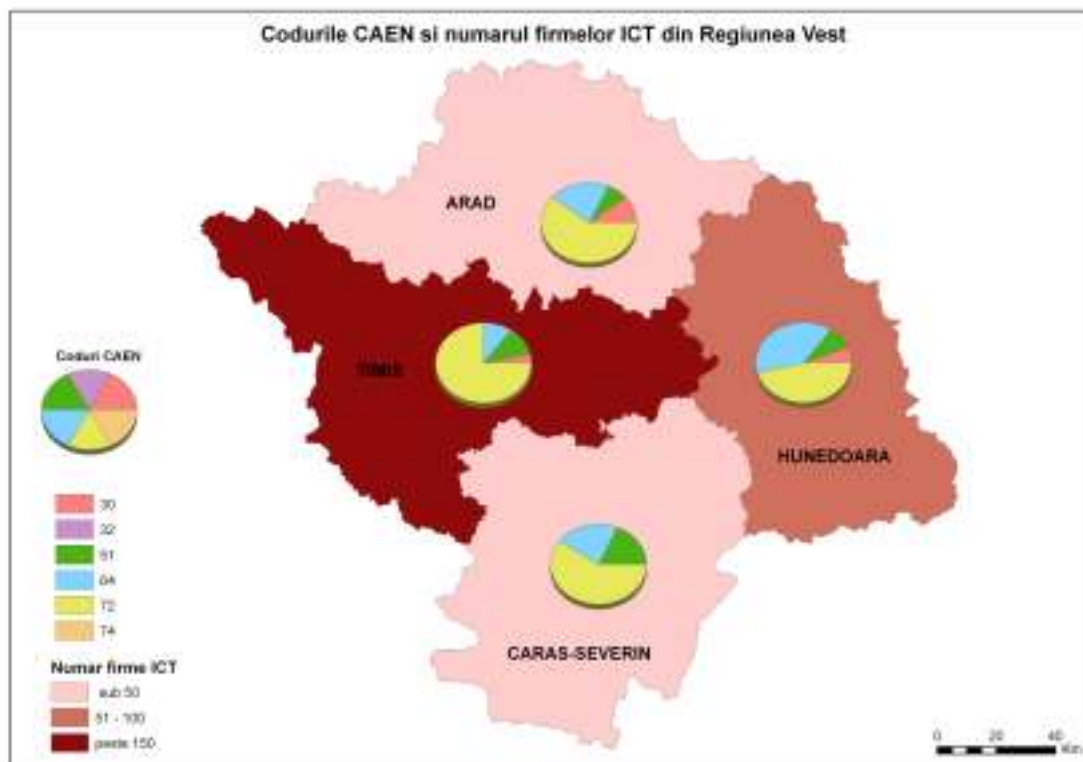 Codurile CAEN si numarul firmelor ICT din Regiunea Vest
ARAD
TIMIS
HUNEDOARA
CARAS-SEVERIN
Coduri CAEN
30
32
51
64
72
74
Numar firme ICT
sub 50
51 - 100
peste 150
0 20 40
Km